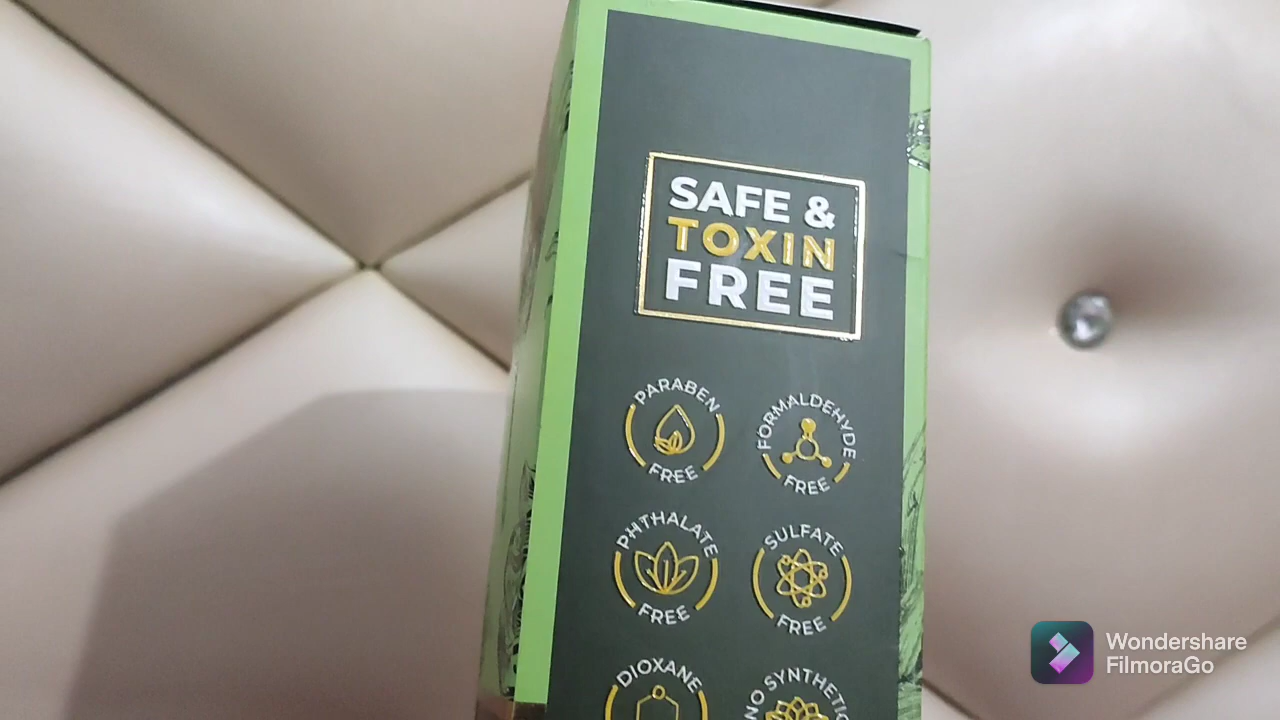 SAFE &
TOXIN
FREE
PARABEN
FREE
FORMALDEHYDE
FREE
PHTHALATE
FREE
SULFATE
FREE
DIOXANE
NO SYNTHETIC
Wondershare
FilmoraGo